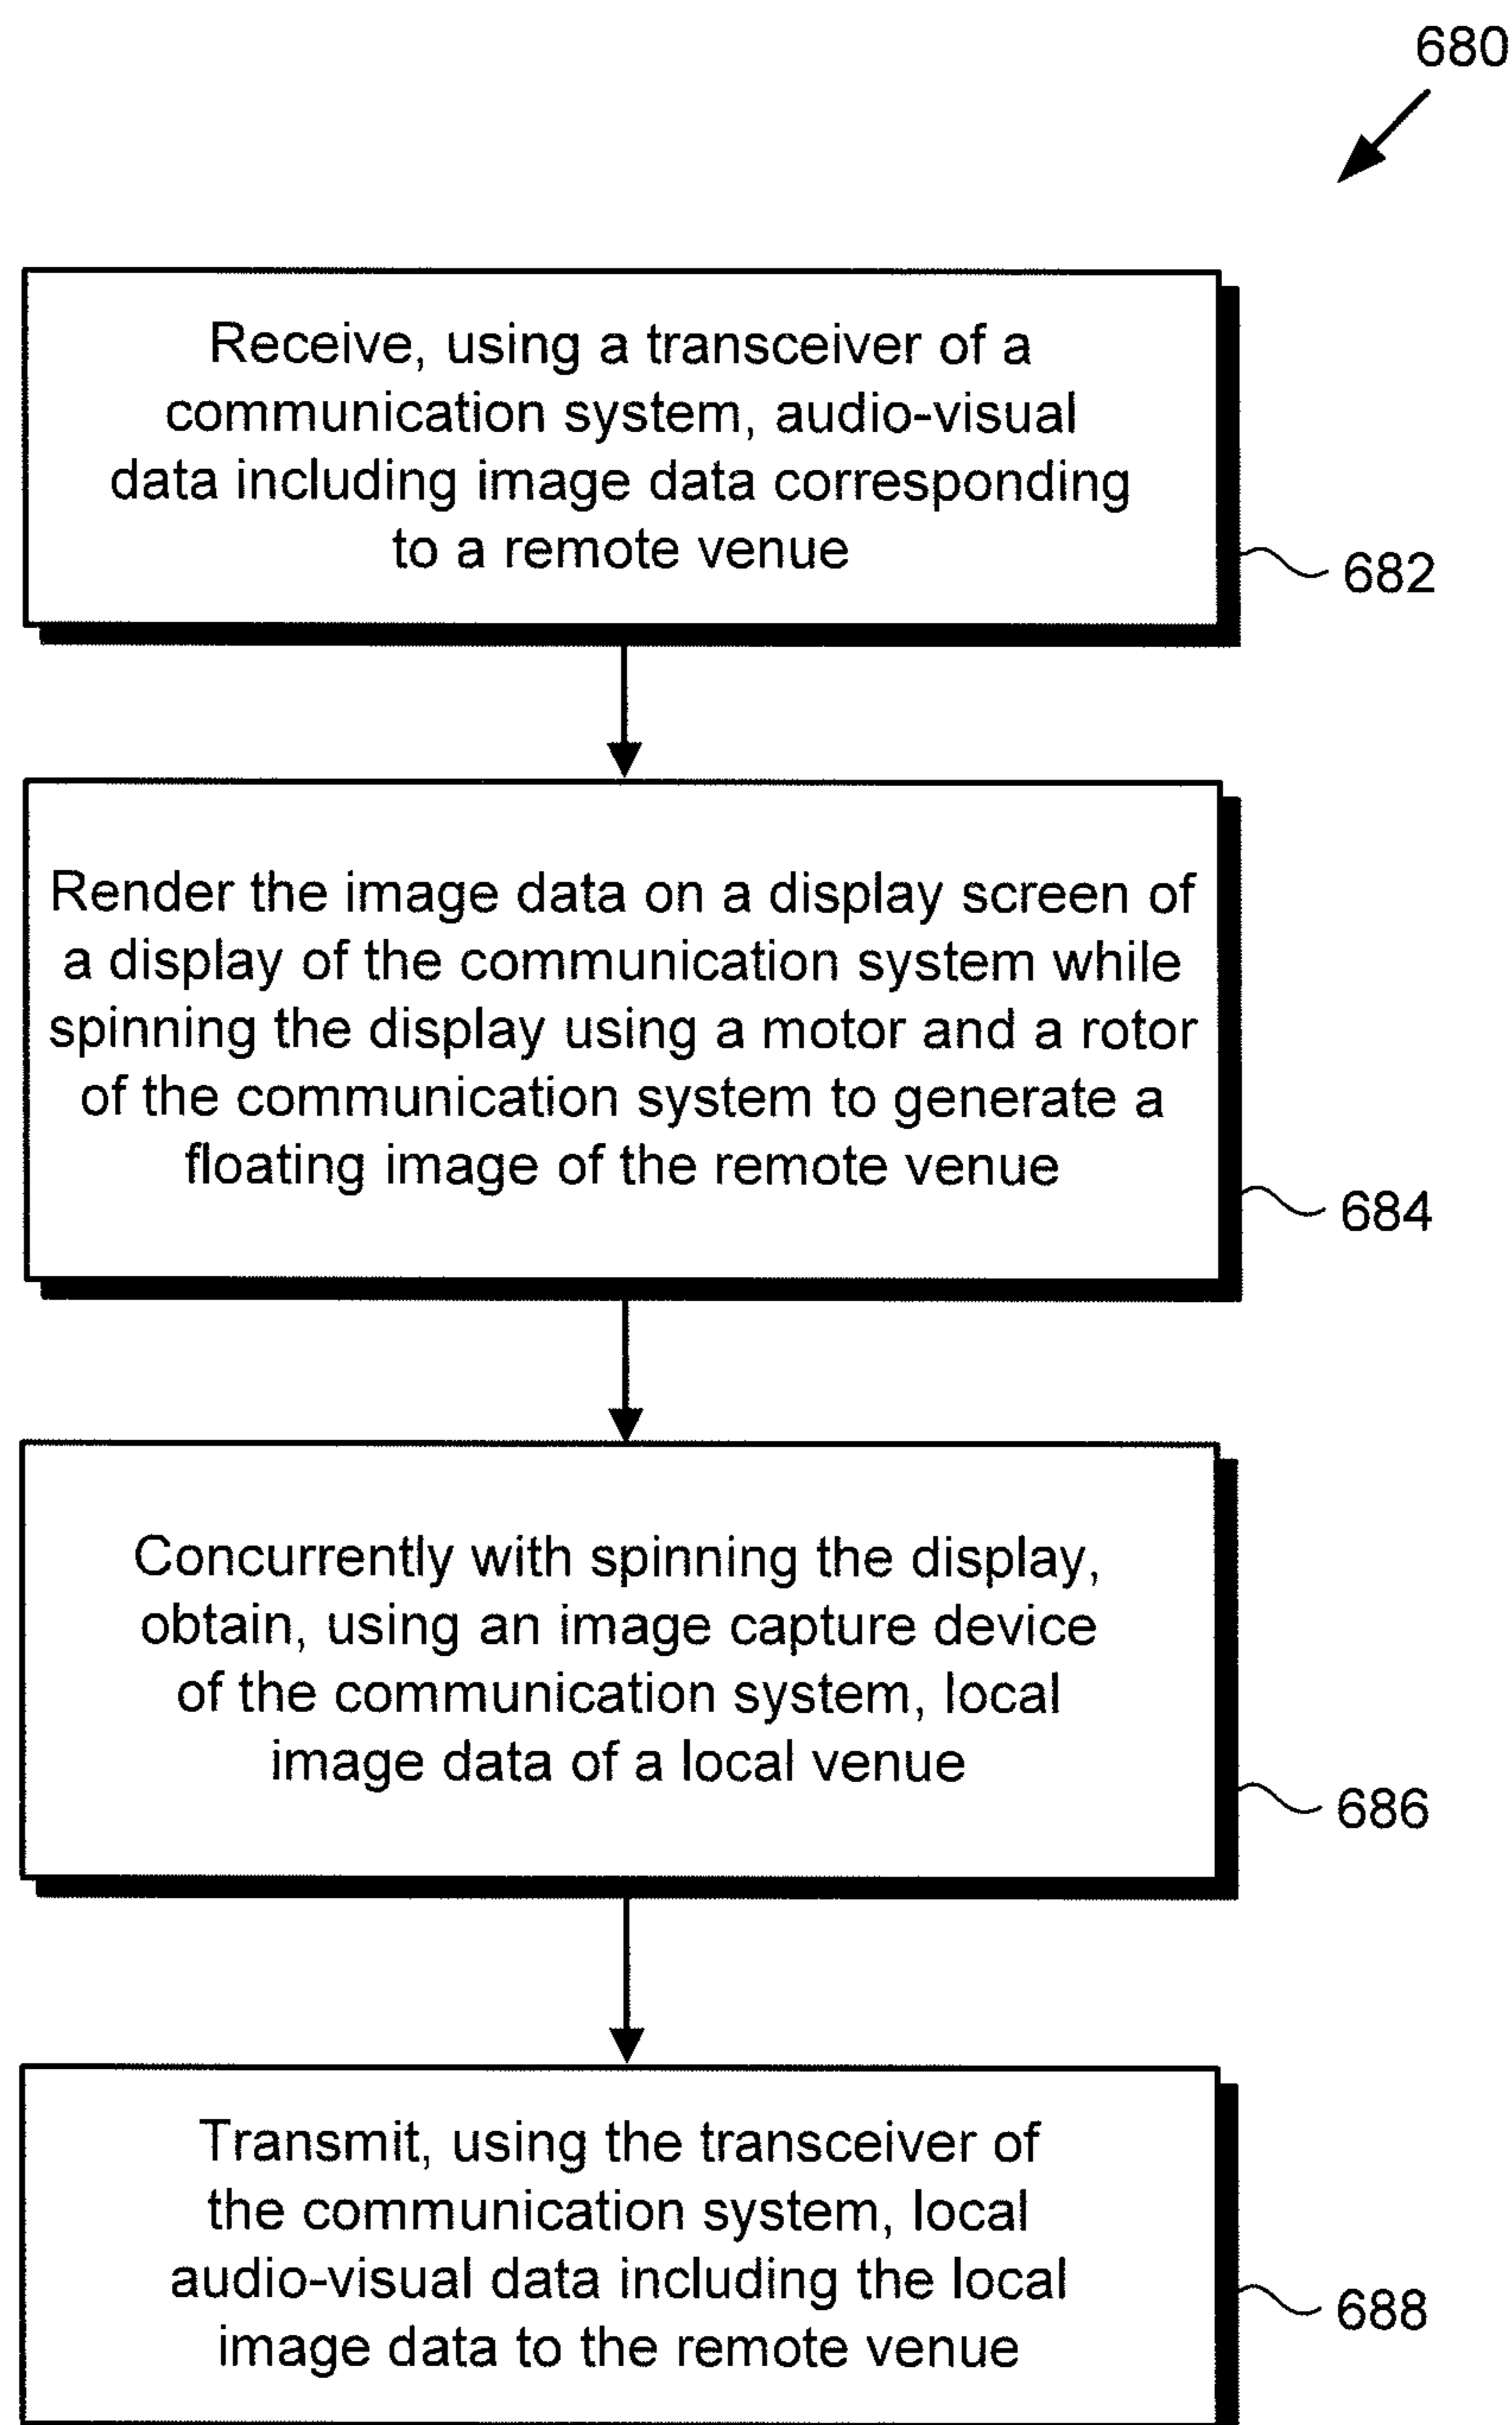 680
Receive, using a transceiver of a
communication system, audio-visual
data including image data corresponding
to a remote venue
682
Render the image data on a display screen of
a display of the communication system while
spinning the display using a motor and a rotor
of the communication system to generate a
floating image of the remote venue
684
Concurrently with spinning the display,
obtain, using an image capture device
of the communication system, local
image data of a local venue
686
Transmit, using the transceiver of
the communication system, local
audio-visual data including the local
image data to the remote venue
688